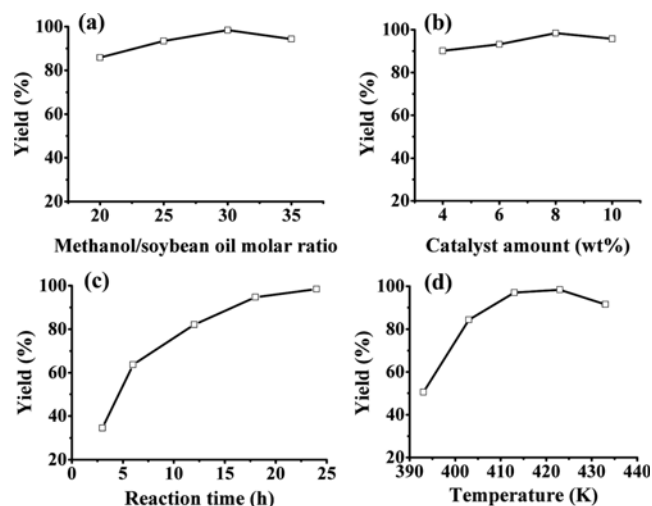 (a)
Yield (%)
100
80
60
40
20
20 25 30 35
Methanol/soybean oil molar ratio
(b)
Yield (%)
100
80
60
40
20
4 6 8 10
Catalyst amount (wt%)
(c)
Yield (%)
100
80
60
40
20
0 5 10 15 20 25
Reaction time (h)
(d)
Yield (%)
100
80
60
40
20
390 400 410 420 430 440
Temperature (K)